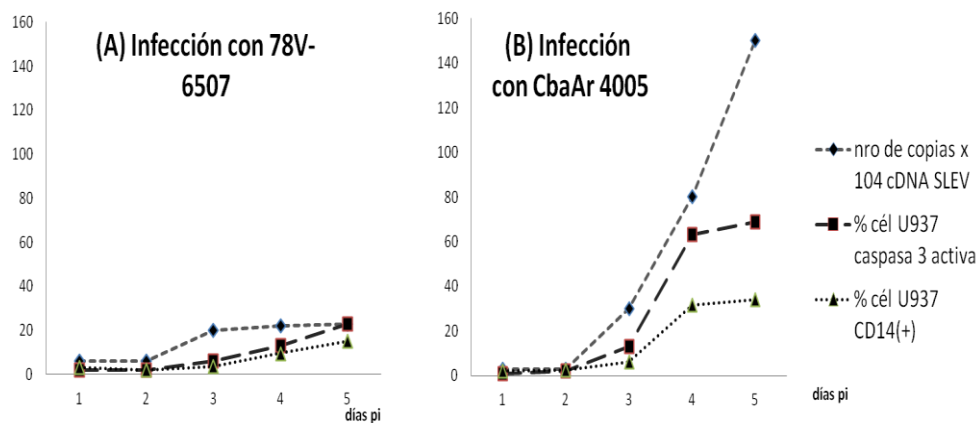 160
140
120
100
80
60
40
20
0
(A) Infección con 78V-
6507
1 2 3 4 5
días pi
160
140
120
100
80
60
40
20
0
(B) Infección
con CbaAr 4005
1 2 3 4 5
días pi
nro de copias x
104 cDNA SLEV
% cél U937
caspasa 3 activa
% cél U937
CD14(+)